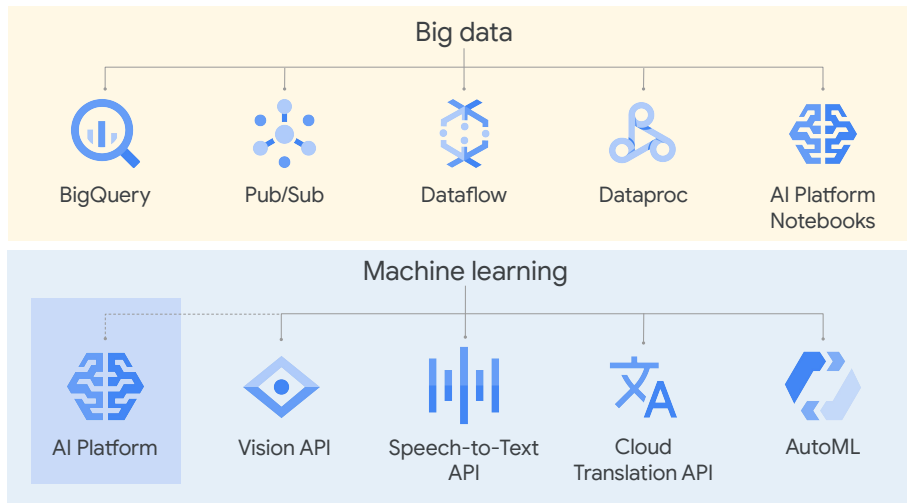 Big data
BigQuery
Pub/Sub
Dataflow
Dataproc
AI Platform
Notebooks
Machine learning
AI Platform
Vision API
Speech-to-Text
API
Cloud
Translation API
AutoML